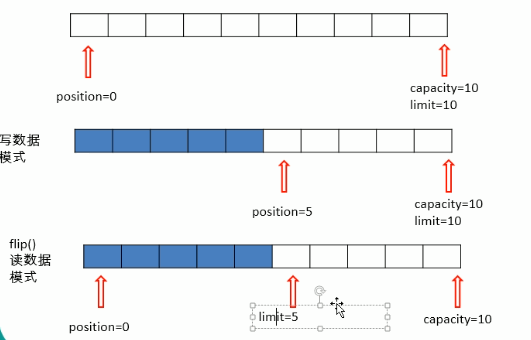 position=0
capacity=10
limit=10
写数据
模式
position=5
capacity=10
limit=10
flip()
读数据
模式
position=0
limit=5
capacity=10